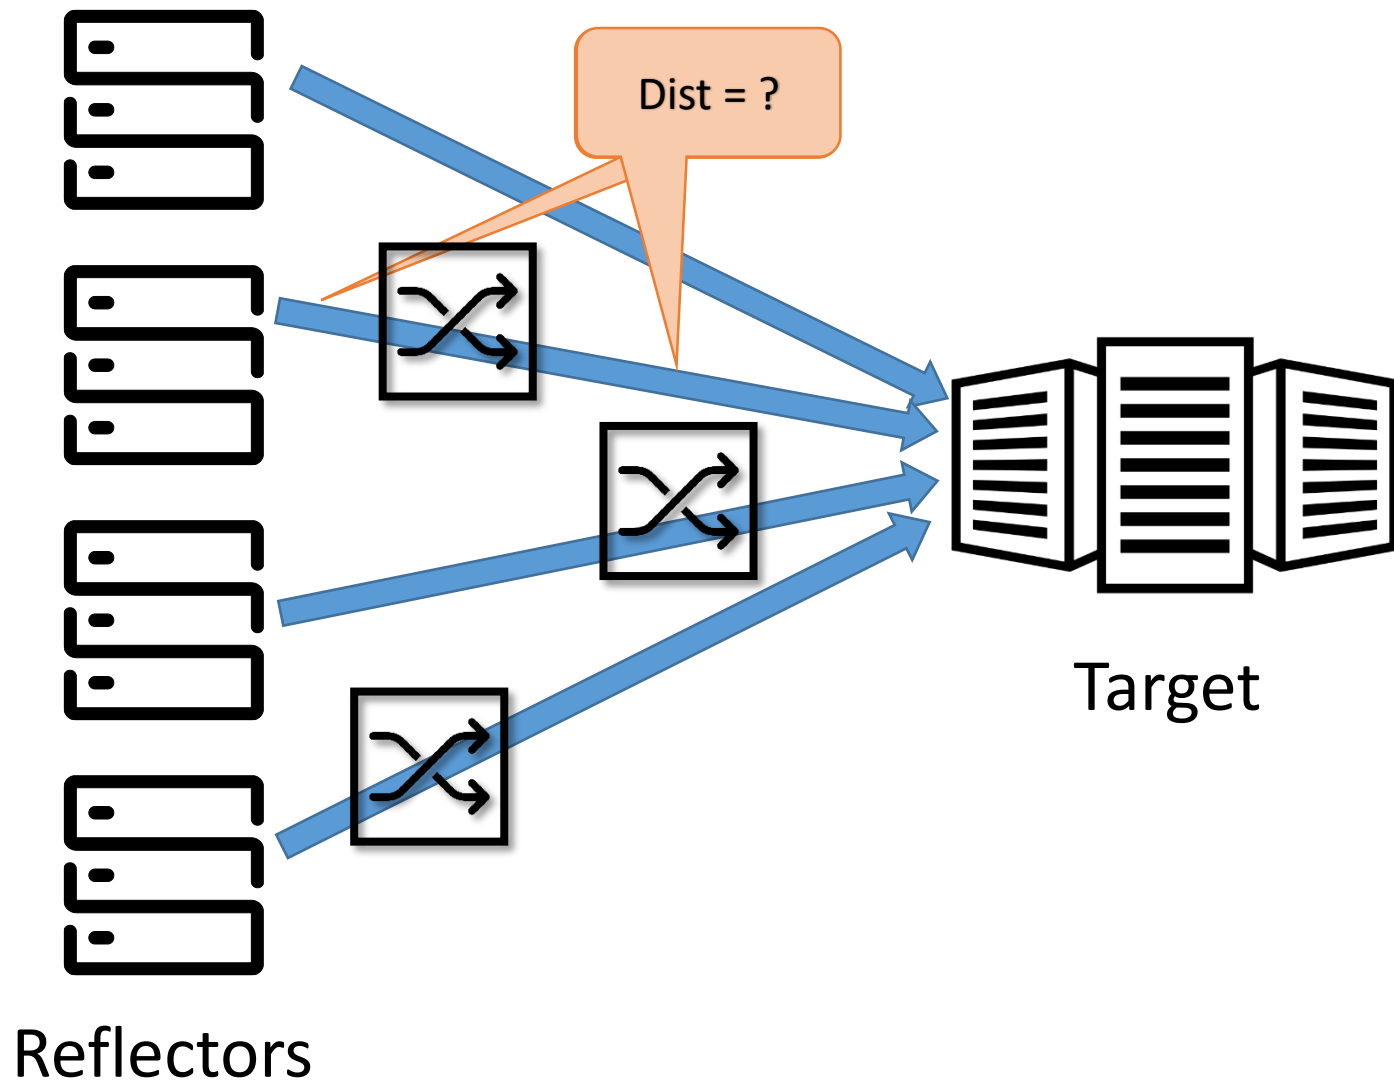 Dist = ?
Target
Reflectors